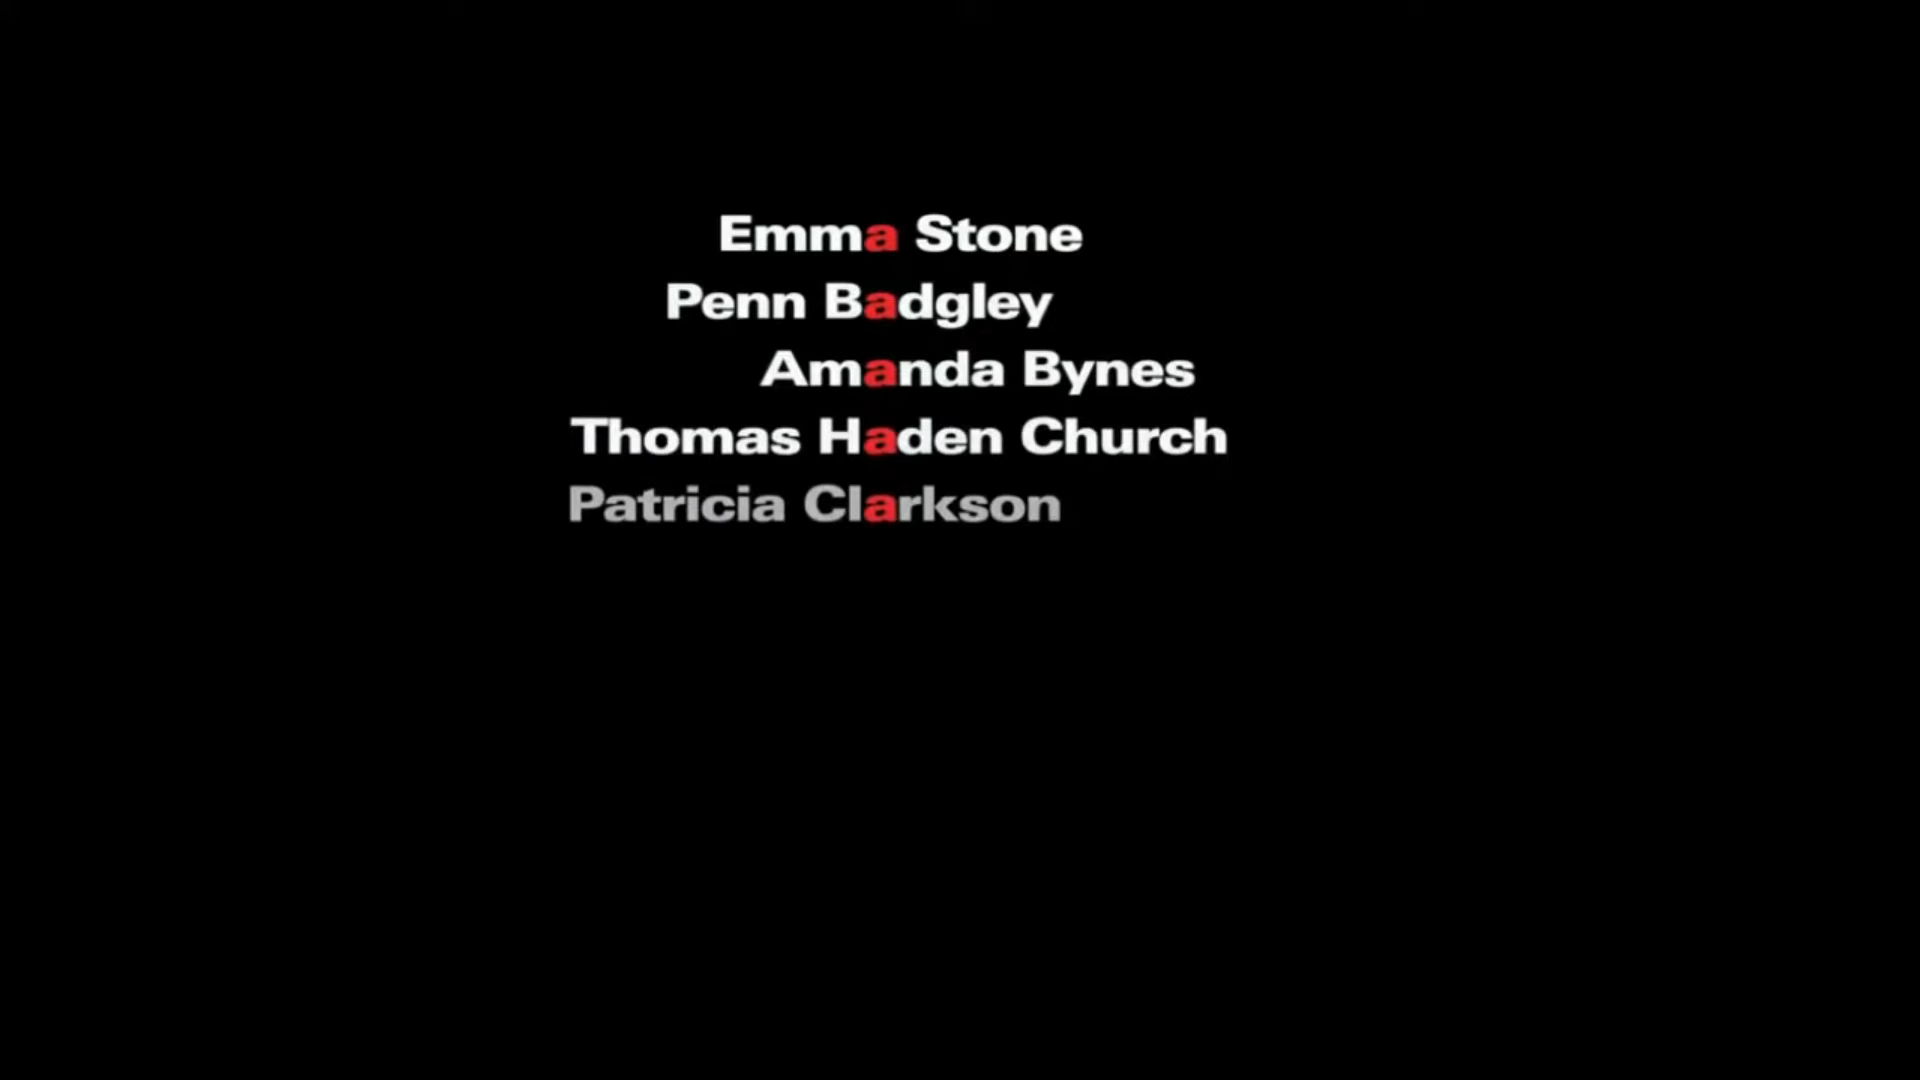 Emma Stone
Penn Badgley
Amanda Bynes
Thomas Haden Church
Patricia Clarkson